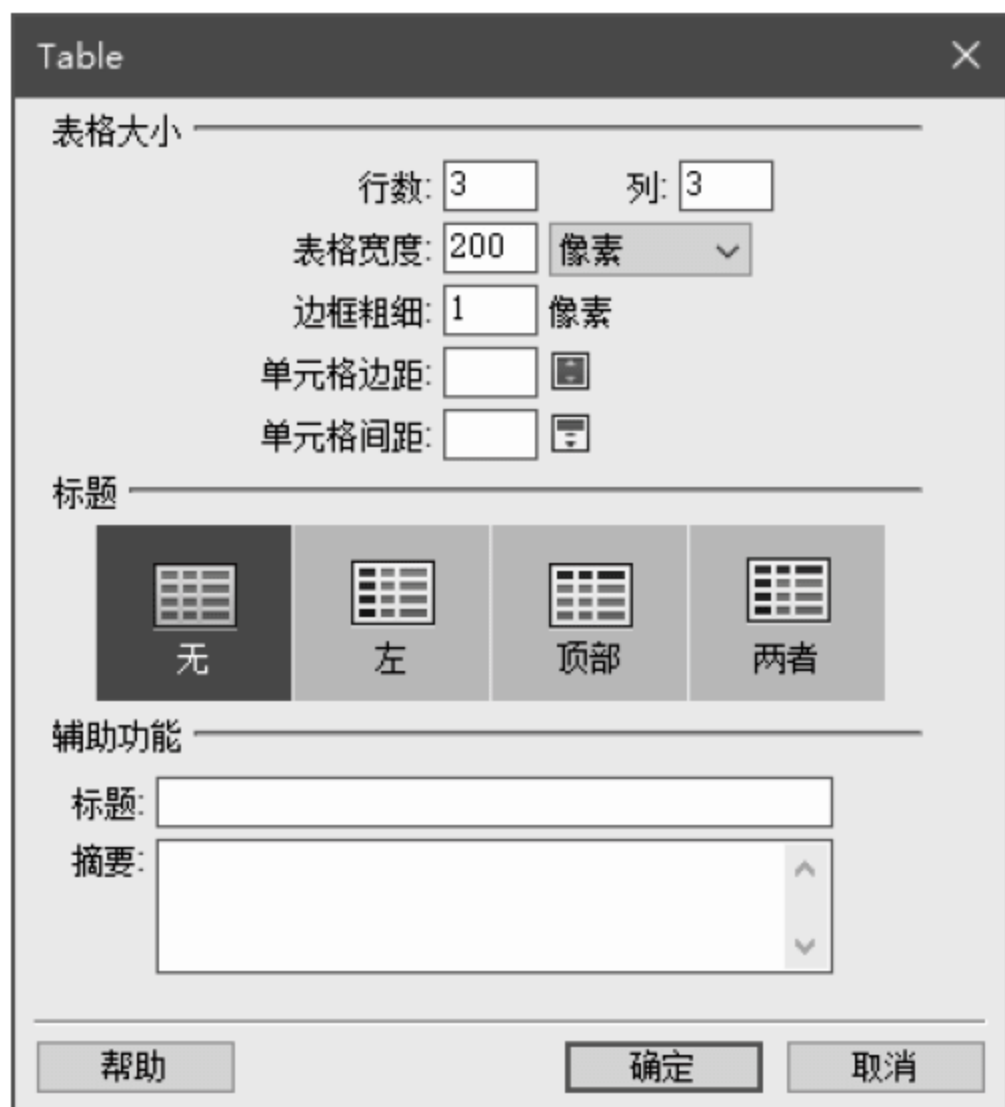 Table
表格大小
行数: 3 列: 3
表格宽度: 200 像素
边框粗细: 1 像素
单元格边距:
单元格间距:
标题
无 左 顶部 两者
辅助功能
标题:
摘要:
帮助 确定 取消